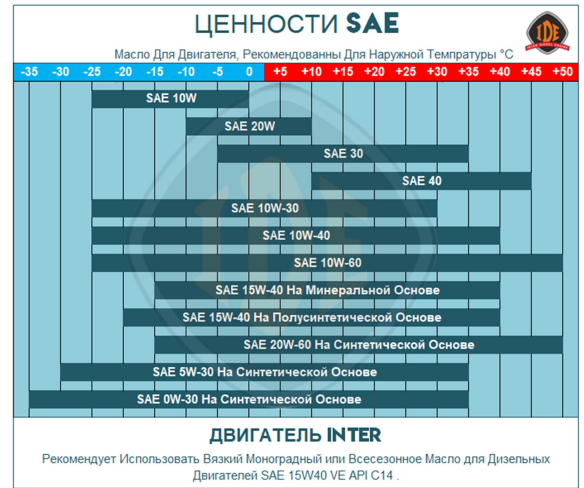 ЦЕННОСТИ SAE
IDE
Масло Для Двигателя, Рекомендованны Для Наружной Темпратуры °C
-35 -30 -25 -20 -15 -10 -5 0 +5 +10 +15 +20 +25 +30 +35 +40 +45 +50
SAE 10W
SAE 20W
SAE 30
SAE 40
SAE 10W-30
SAE 10W-40
SAE 10W-60
SAE 15W-40 На Минеральной Основе
SAE 15W-40 На Полусинтетической Основе
SAE 20W-60 На Синтетической Основе
SAE 5W-30 На Синтетической Основе
SAE 0W-30 На Синтетической Основе
ДВИГАТЕЛЬ INTER
Рекомендует Использовать Вязкий Моноградный или Всесезонное Масло для Дизельных
Двигателей SAE 15W40 VE API C14 .